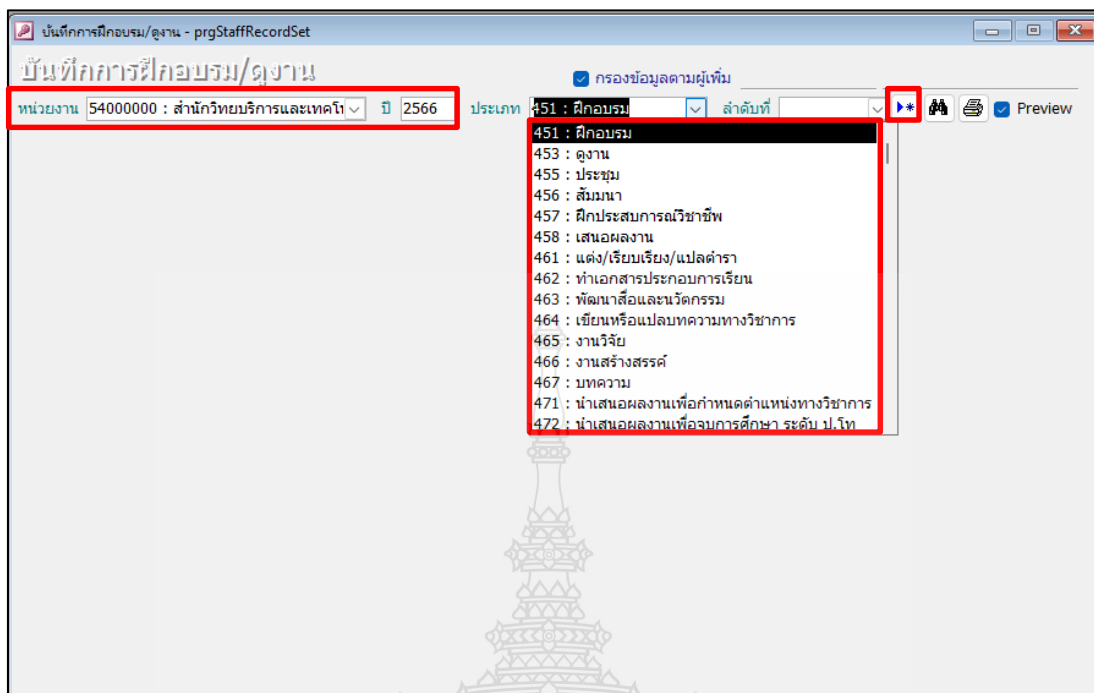 บันทึกการฝึกอบรม/ดูงาน - prgStaffRecordSet
บันทึกการฝึกอบรม/ดูงาน
กรองข้อมูลตามผู้เพิ่ม
หน่วยงาน 54000000 : สำนักวิทยบริการและเทคโน ปี 2566 ประเภท 451 : ฝึกอบรม ลำดับที่ Preview
451 : ฝึกอบรม
453 : ดูงาน
455 : ประชุม
456 : สัมมนา
457 : ฝึกประสบการณ์วิชาชีพ
458 : เสนอผลงาน
461 : แต่ง/เรียบเรียง/แปลตำรา
462 : ทำเอกสารประกอบการเรียน
463 : พัฒนาสื่อและนวัตกรรม
464 : เขียนหรือแปลบทความทางวิชาการ
465 : งานวิจัย
466 : งานสร้างสรรค์
467 : บทความ
471 : นำเสนอผลงานเพื่อกำหนดตำแหน่งทางวิชาการ
472 : นำเสนอผลงานเพื่อจบการศึกษา ระดับ ป.โท